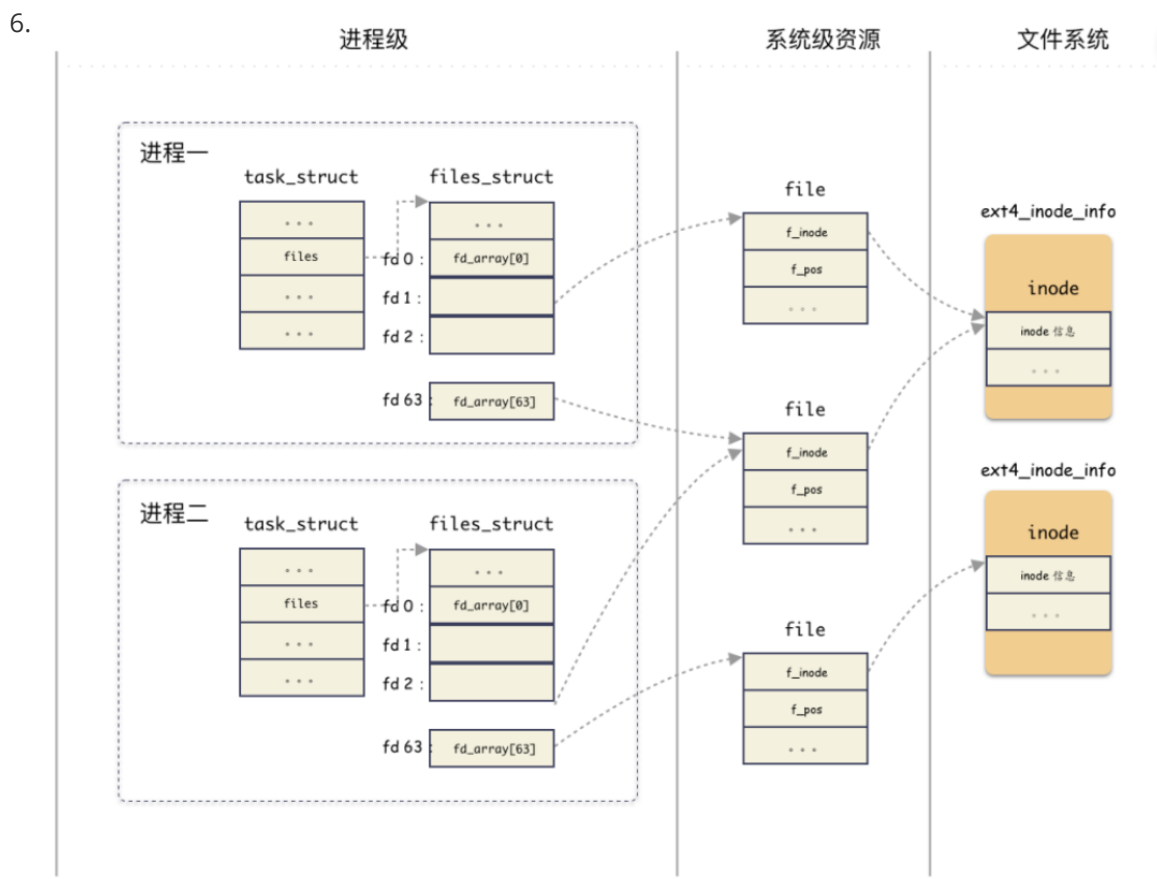 6.
进程级
系统级资源
文件系统
进程一
task_struct
files_struct
...
files
...
...
...
fd 0 : fd_array[0]
fd 1 :
fd 2 :
fd 63 : fd_array[63]
进程二
task_struct
files_struct
...
files
...
...
...
fd 0 : fd_array[0]
fd 1 :
fd 2 :
fd 63 : fd_array[63]
file
f_inode
f_pos
...
file
f_inode
f_pos
...
file
f_inode
f_pos
...
ext4_inode_info
inode
inode 信息
...
ext4_inode_info
inode
inode 信息
...